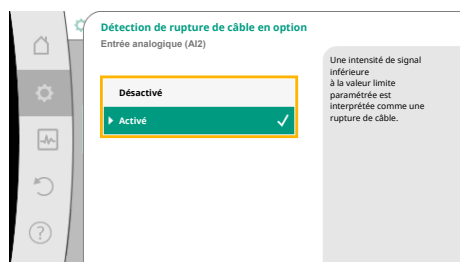 Détection de rupture de câble en option
Entrée analogique (AI2)
Désactivé
Activé
Une intensité de signal
inférieure
à la valeur limite
paramétrée est
interprétée comme une
rupture de câble.
?